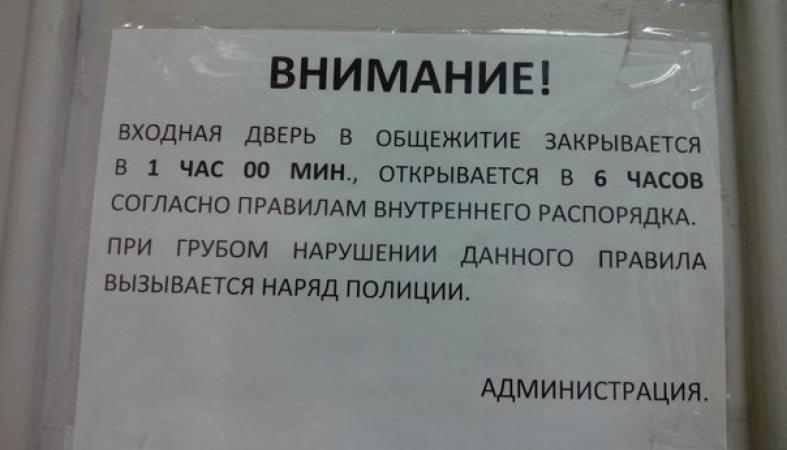 ВНИМАНИЕ!
ВХОДНАЯ ДВЕРЬ В ОБЩЕЖИТИЕ ЗАКРЫВАЕТСЯ
В 1 ЧАС 00 МИН., ОТКРЫВАЕТСЯ В 6 ЧАСОВ
СОГЛАСНО ПРАВИЛАМ ВНУТРЕННЕГО РАСПОРЯДКА.
ПРИ ГРУБОМ НАРУШЕНИИ ДАННОГО ПРАВИЛА
ВЫЗЫВАЕТСЯ НАРЯД ПОЛИЦИИ.
АДМИНИСТРАЦИЯ.